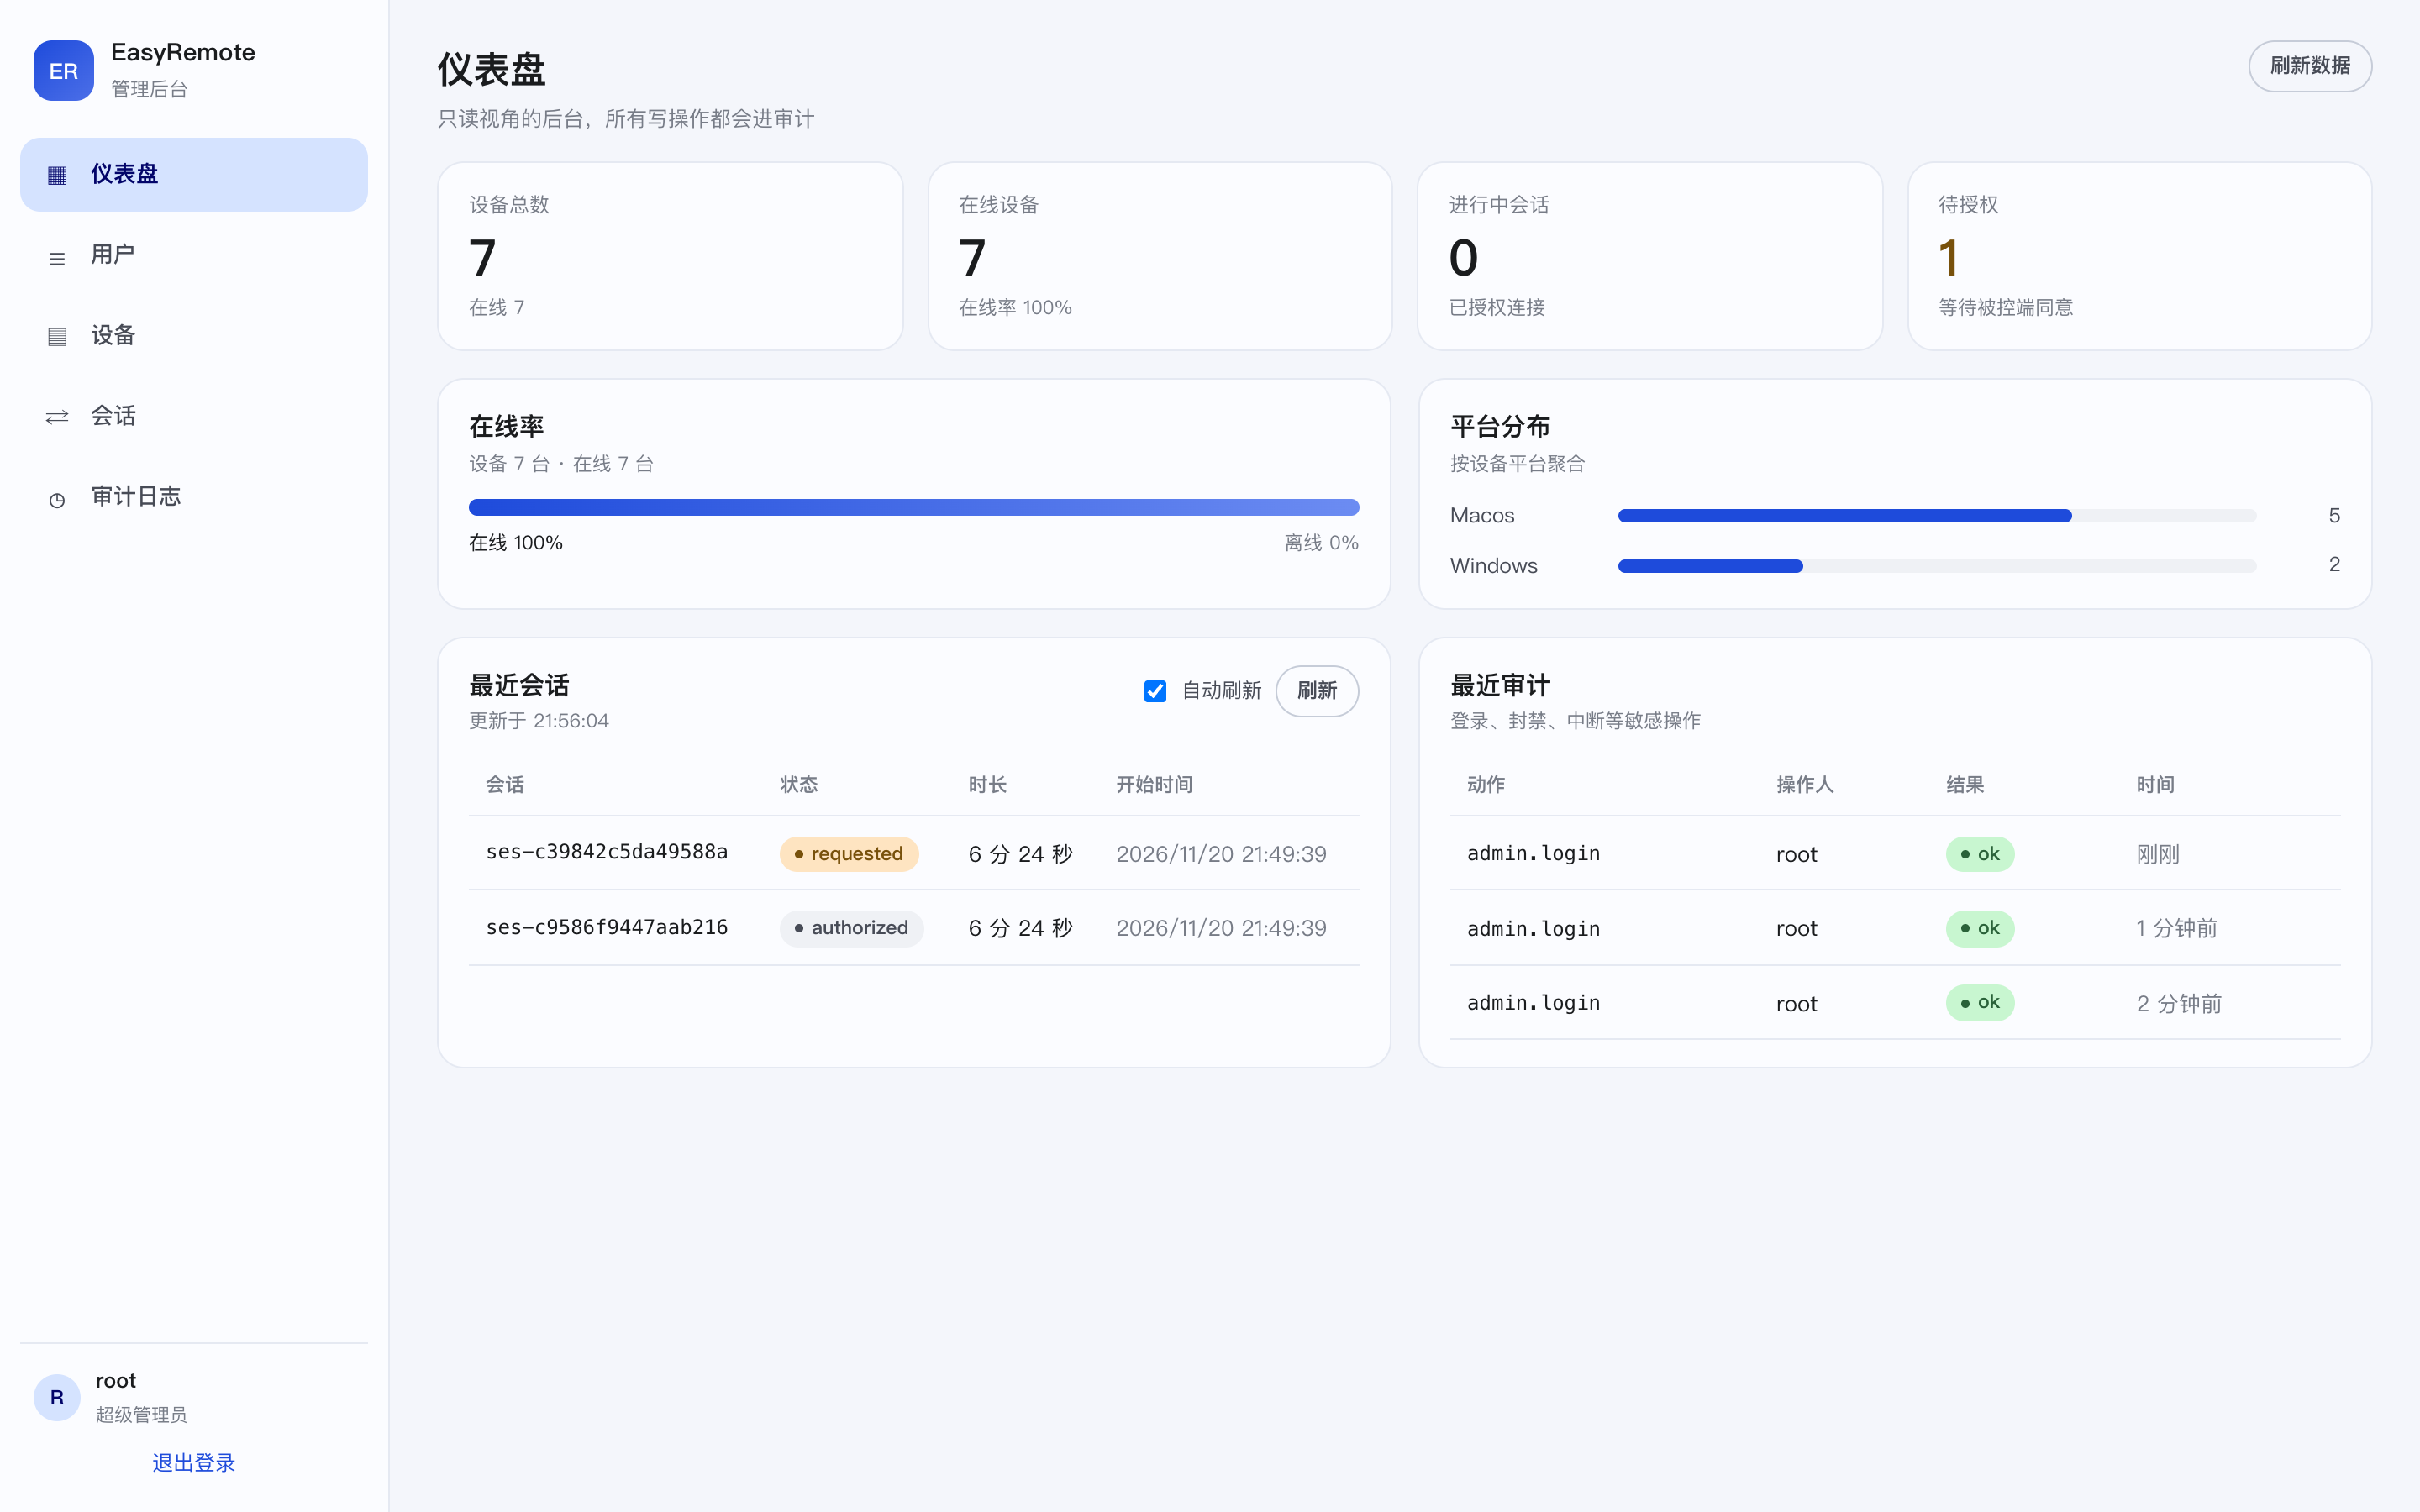 ER
EasyRemote
管理后台
仪表盘
用户
设备
会话
审计日志
root
R
超级管理员
退出登录
仪表盘
只读视角的后台，所有写操作都会进审计
刷新数据
设备总数
7
在线 7
在线设备
7
在线率 100%
进行中会话
0
已授权连接
待授权
1
等待被控端同意
在线率
设备 7 台 · 在线 7 台
在线 100% 离线 0%
平台分布
按设备平台聚合
Macos 5
Windows 2
最近会话
更新于 21:56:04
自动刷新 刷新
会话 状态 时长 开始时间
ses-c39842c5da49588a requested 6 分 24 秒 2026/11/20 21:49:39
ses-c9586f9447aab216 authorized 6 分 24 秒 2026/11/20 21:49:39
最近审计
登录、封禁、中断等敏感操作
动作 操作人 结果 时间
admin.login root ok 刚刚
admin.login root ok 1 分钟前
admin.login root ok 2 分钟前